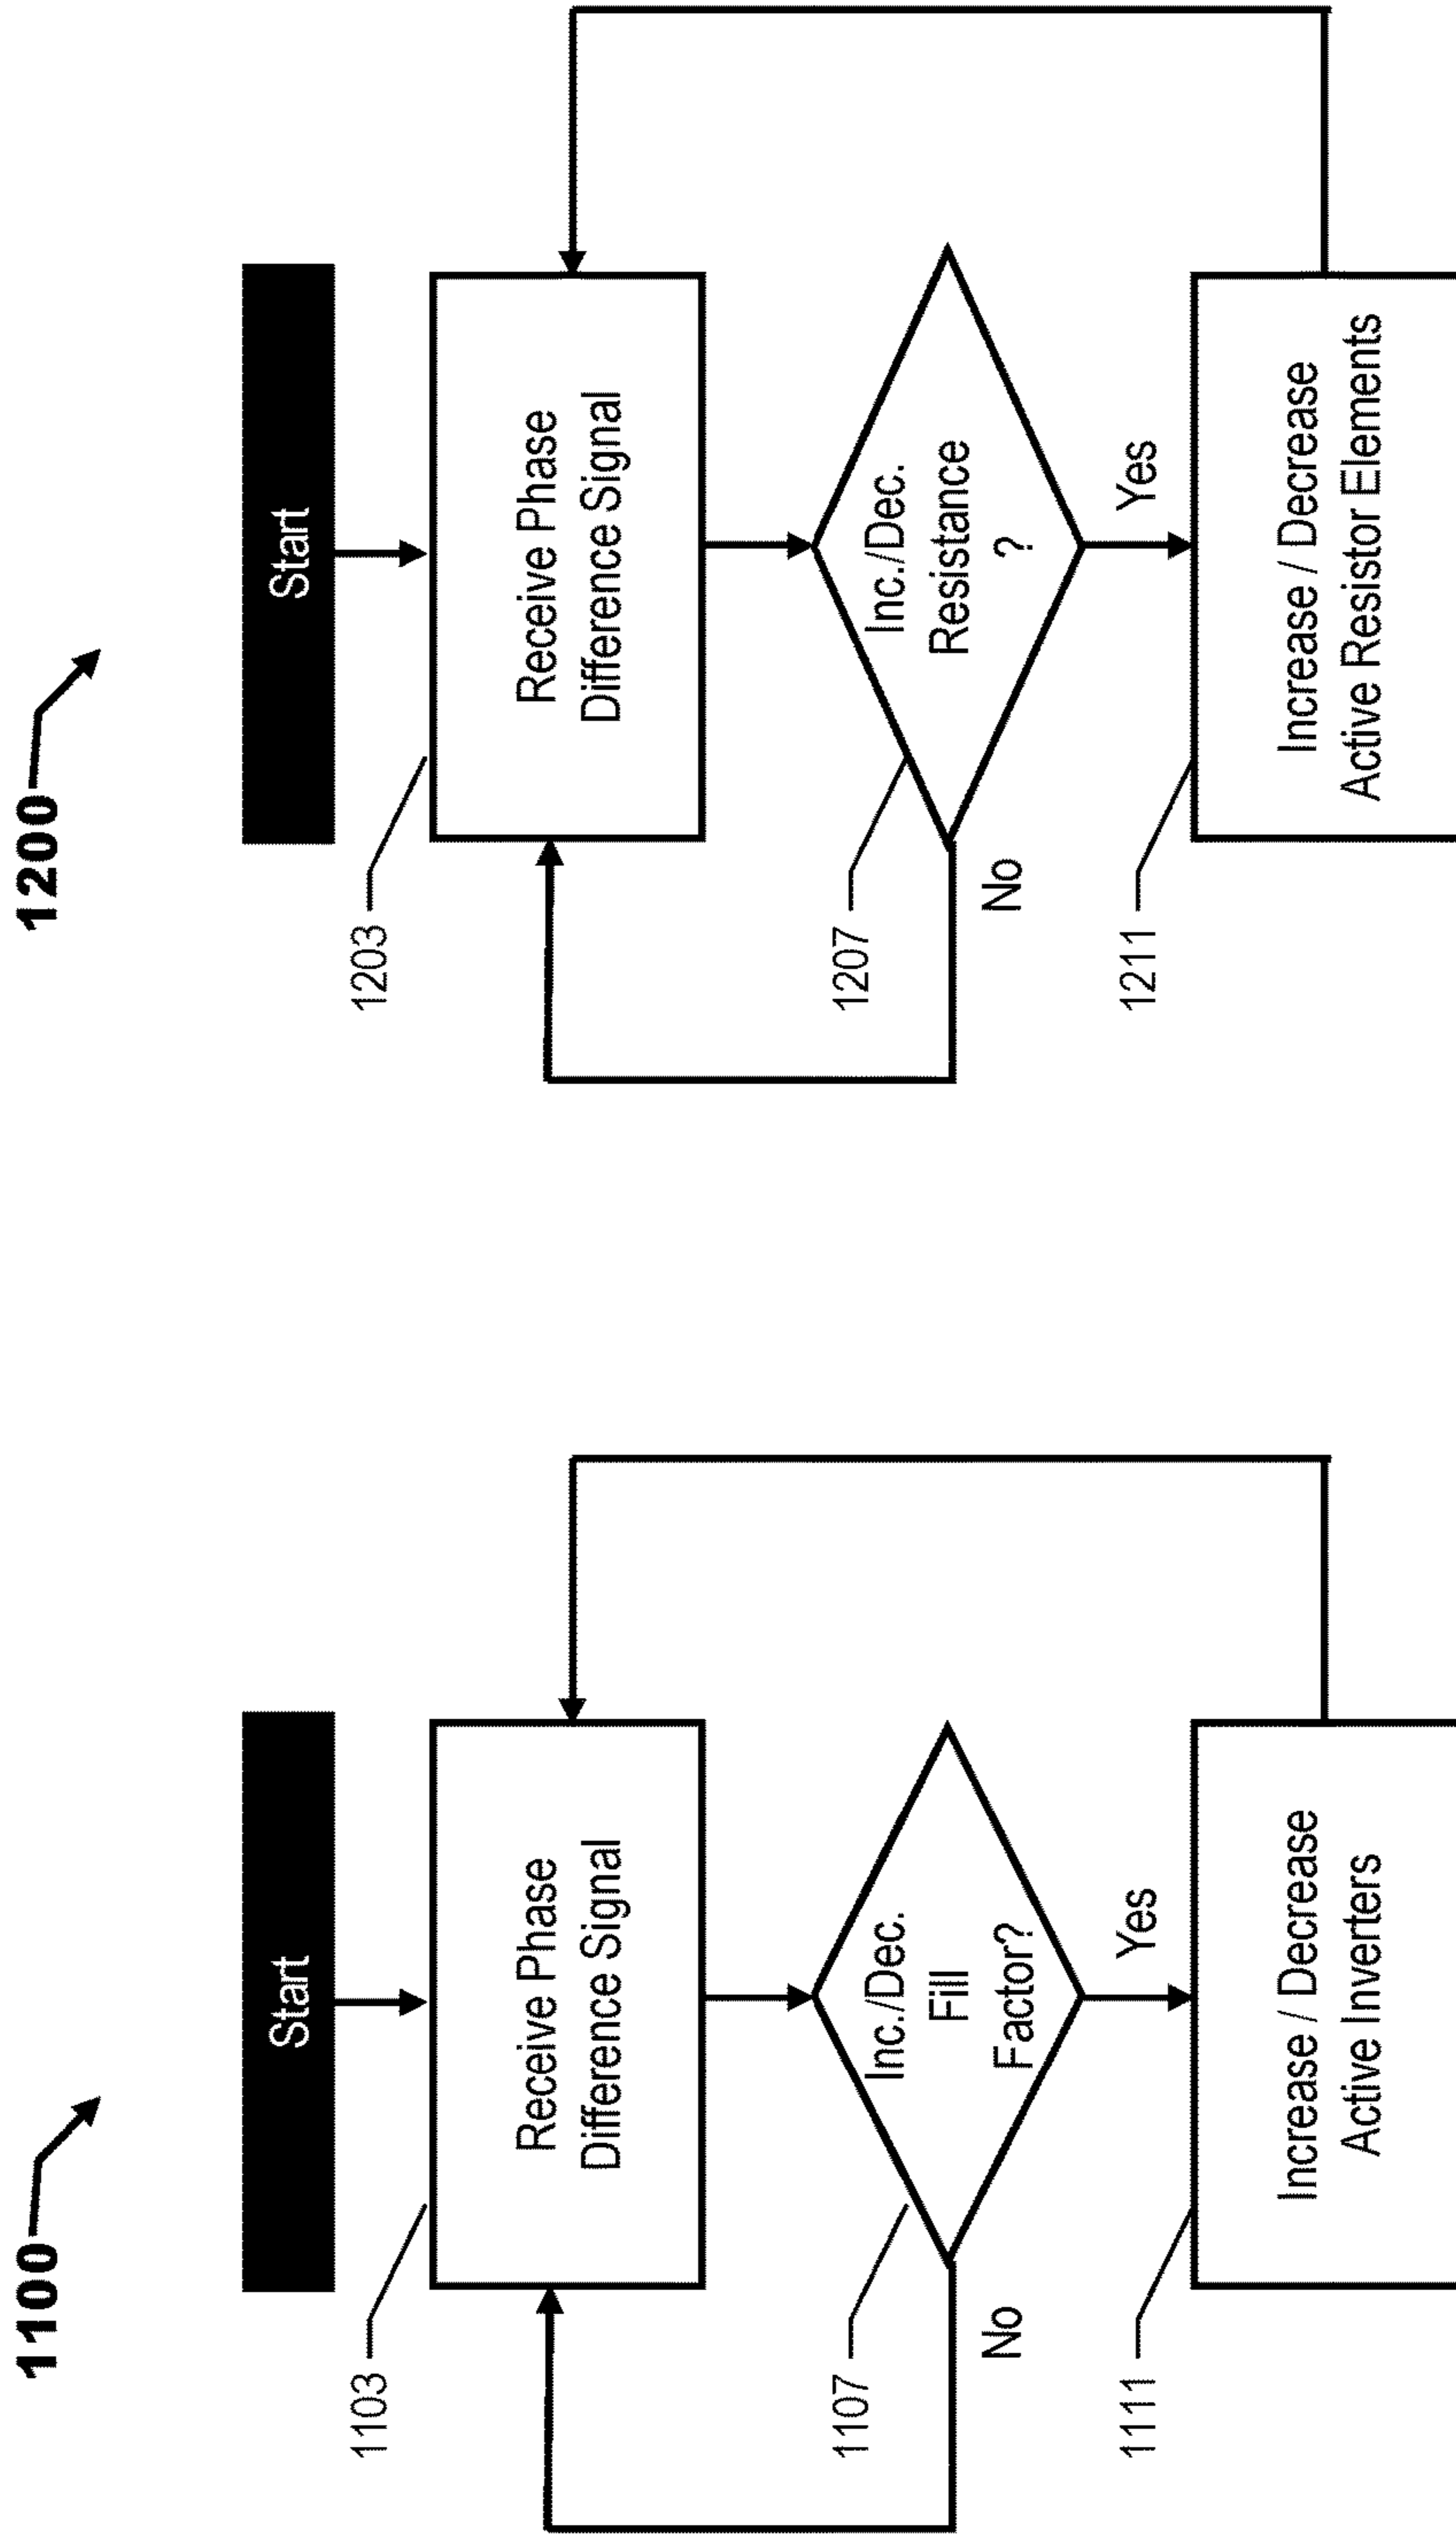 1100
Start
1103
Receive Phase
Difference Signal
1107
Inc./Dec.
Fill
Factor?
No
Yes
1111
Increase / Decrease
Active Inverters
1200
Start
1203
Receive Phase
Difference Signal
1207
Inc./Dec.
Resistance
?
No
Yes
1211
Increase / Decrease
Active Resistor Elements